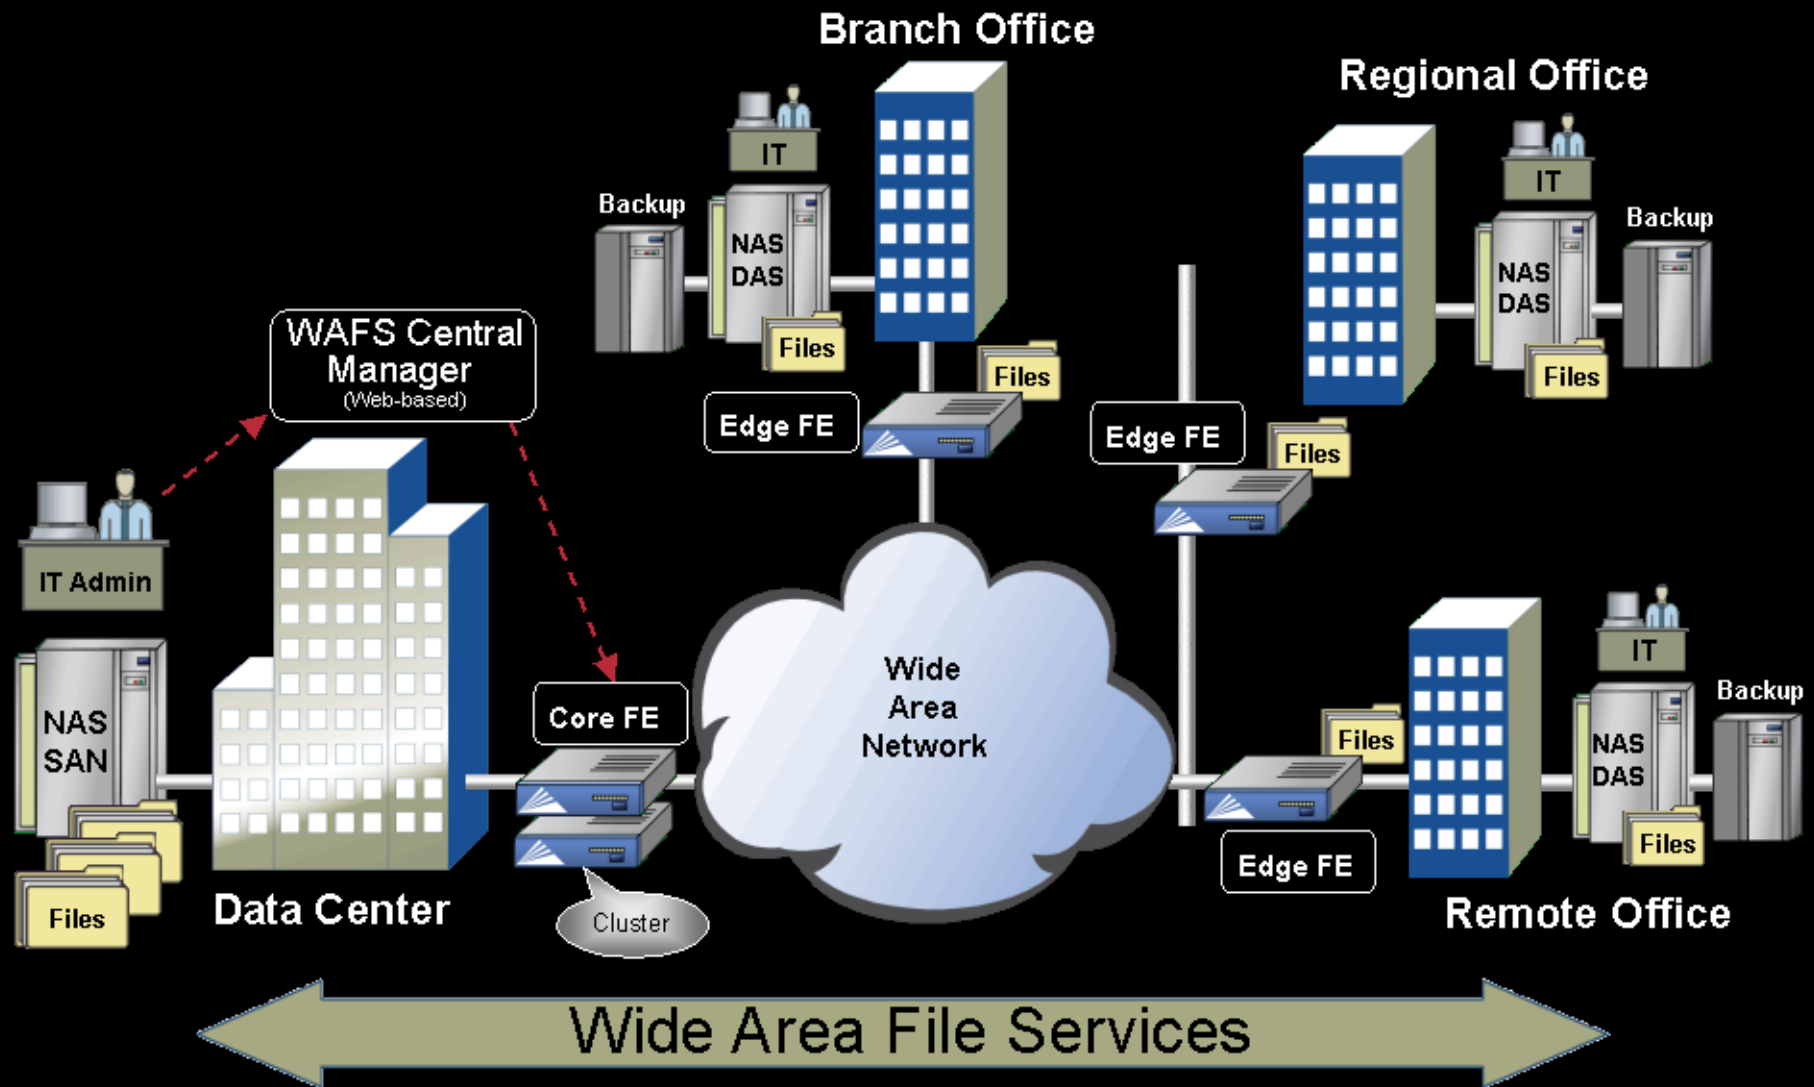 Branch Office
Regional Office
IT
Backup
NAS
DAS
Files
Files
Edge FE
IT
Backup
NAS
DAS
Files
Edge FE
Files
WAFS Central
Manager
(Web-based)
IT Admin
NAS
SAN
Files
Data Center
Core FE
Cluster
Wide
Area
Network
IT
Backup
NAS
DAS
Files
Files
Edge FE
Remote Office
Wide Area File Services